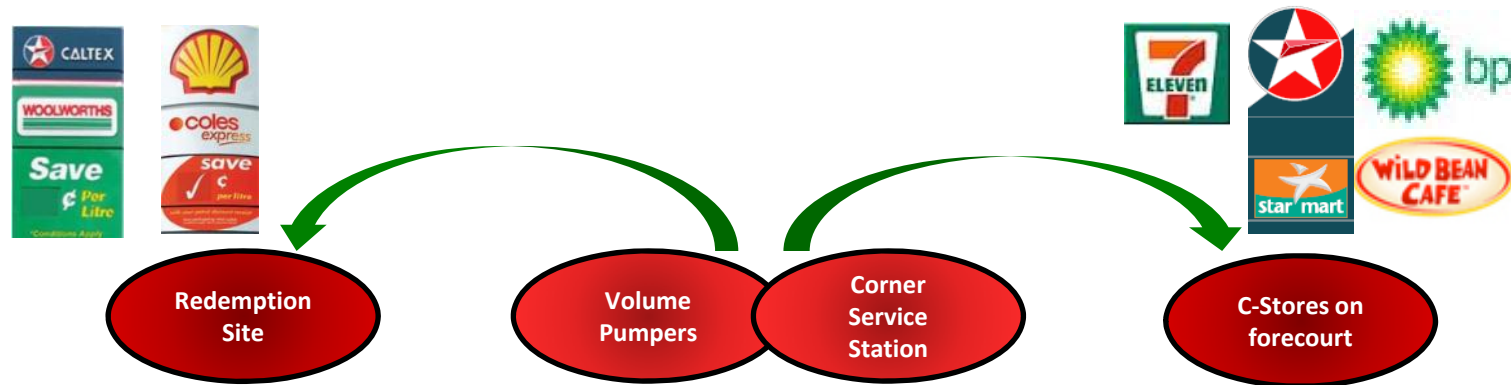 CALTEX
WOOLWORTHS
Save
¢ Per
Litre
*Conditions Apply
coles
express
save
¢
per litre
7
ELEVEN
bp
star mart
WiLD BEAN
CAFE
Redemption
Site
Volume
Pumpers
Corner
Service
Station
C-Stores on
forecourt